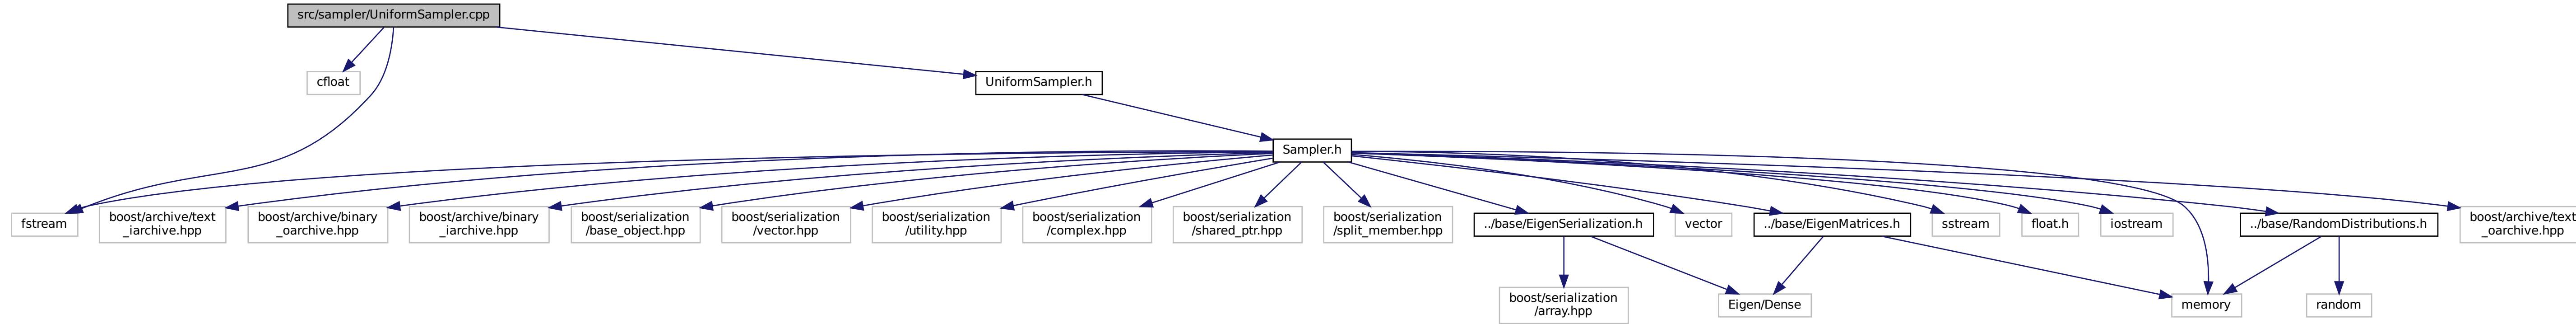 src/sampler/UniformSampler.cpp
cfloat
UniformSampler.h
Sampler.h
fstream
boost/archive/text
_iarchive.hpp
boost/archive/binary
_oarchive.hpp
boost/archive/binary
_iarchive.hpp
boost/serialization
/base_object.hpp
boost/serialization
/vector.hpp
boost/serialization
/utility.hpp
boost/serialization
/complex.hpp
boost/serialization
/shared_ptr.hpp
boost/serialization
/split_member.hpp
../base/EigenSerialization.h
vector
../base/EigenMatrices.h
sstream
float.h
iostream
../base/RandomDistributions.h
boost/archive/text
_oarchive.hpp
boost/serialization
/array.hpp
Eigen/Dense
memory
random